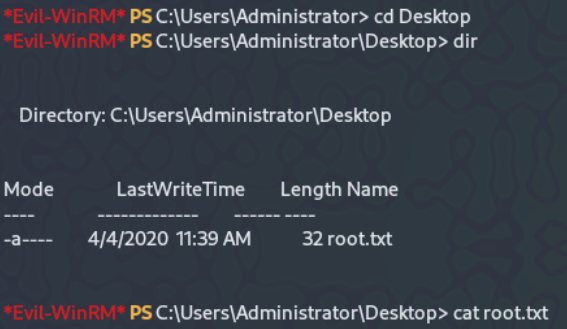 *Evil-WinRM* PS C:\Users\Administrator> cd Desktop
*Evil-WinRM* PS C:\Users\Administrator\Desktop> dir
Directory: C:\Users\Administrator\Desktop
Mode LastWriteTime Length Name
---- ------------- ------ ----
-a---- 4/4/2020 11:39 AM 32 root.txt
*Evil-WinRM* PS C:\Users\Administrator\Desktop> cat root.txt